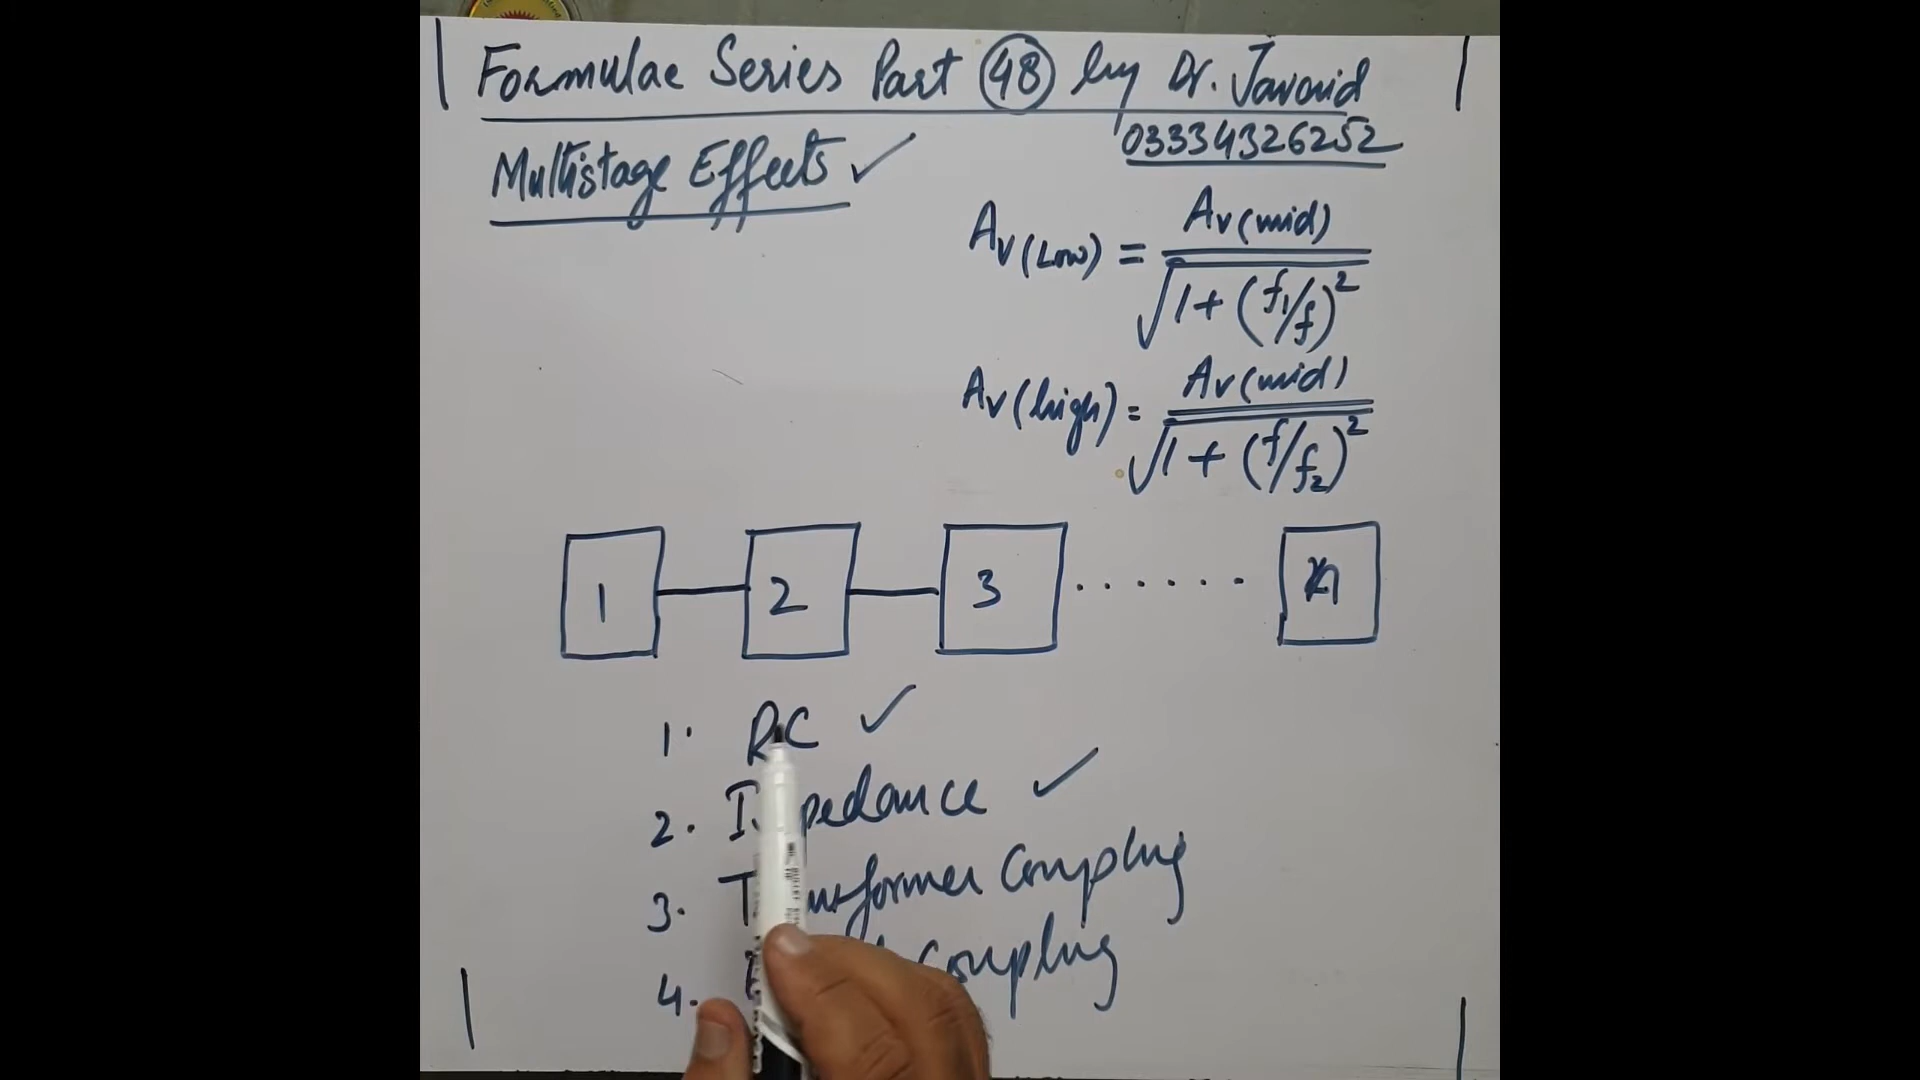 Formulae Series Part 48 by Dr. Javaid
03334326252
Multistage Effects ✓
Av(Low) = Av(mid) / √1 + (f1/f)²
Av(high) = Av(mid) / √1 + (f/f2)²
1 2 3 ....... n
1. RC ✓
2. Impedance ✓
3. Transformer Coupling
4. Coupling